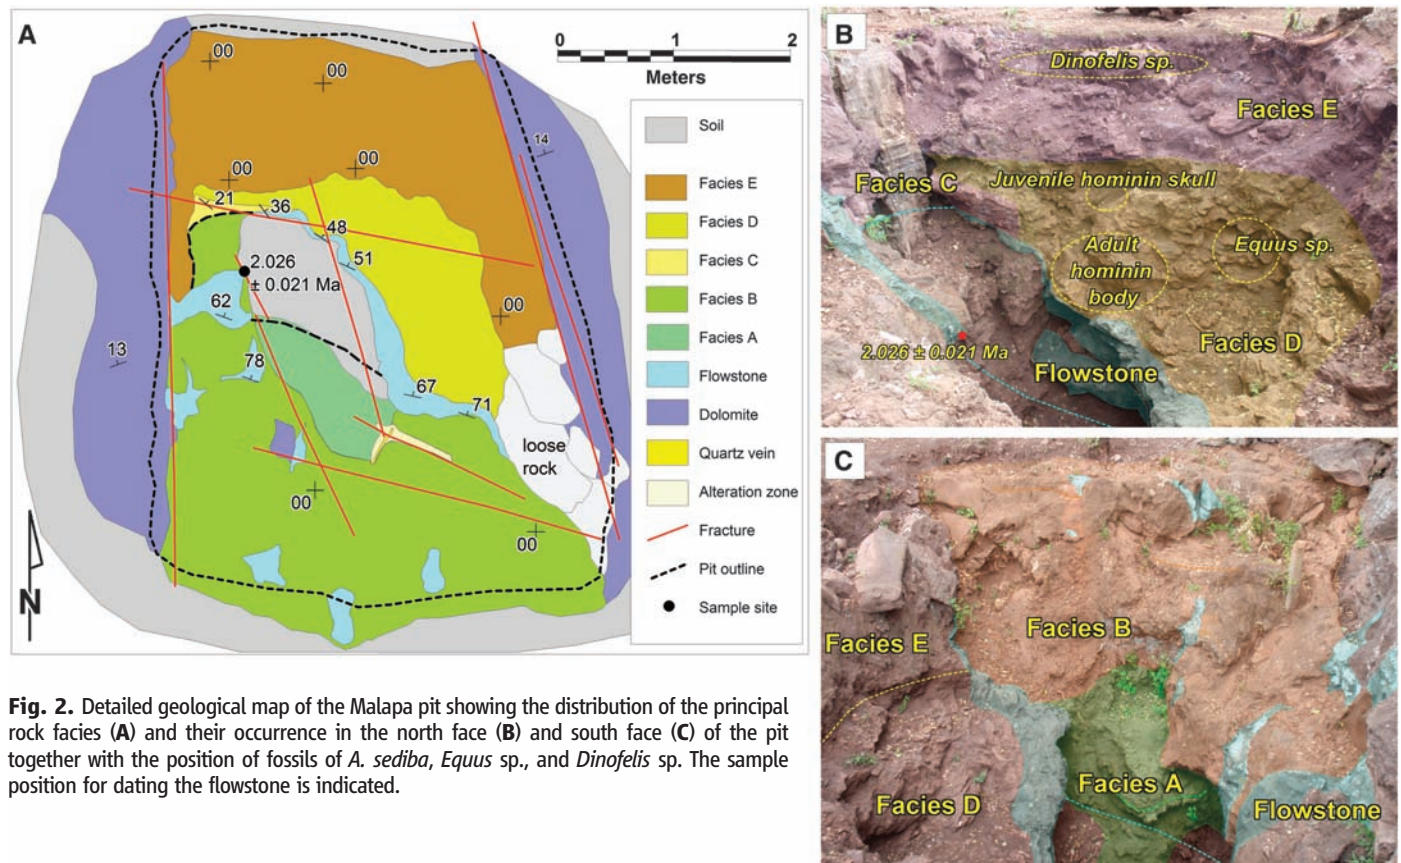 A
00
00
00
00
21
36
48
51
2.026
± 0.021 Ma
62
00
78
67
71
14
13
loose
rock
00
00
N
0 1 2
Meters
Soil
Facies E
Facies D
Facies C
Facies B
Facies A
Flowstone
Dolomite
Quartz vein
Alteration zone
Fracture
Pit outline
Sample site
B
Dinofelis sp.
Facies E
Facies C
Juvenile hominin skull
Adult
hominin
body
Equus sp.
2.026 ± 0.021 Ma
Facies D
Flowstone
C
Facies E
Facies B
Facies A
Facies D
Flowstone
Fig. 2. Detailed geological map of the Malapa pit showing the distribution of the principal
rock facies (A) and their occurrence in the north face (B) and south face (C) of the pit
together with the position of fossils of A. sediba, Equus sp., and Dinofelis sp. The sample
position for dating the flowstone is indicated.